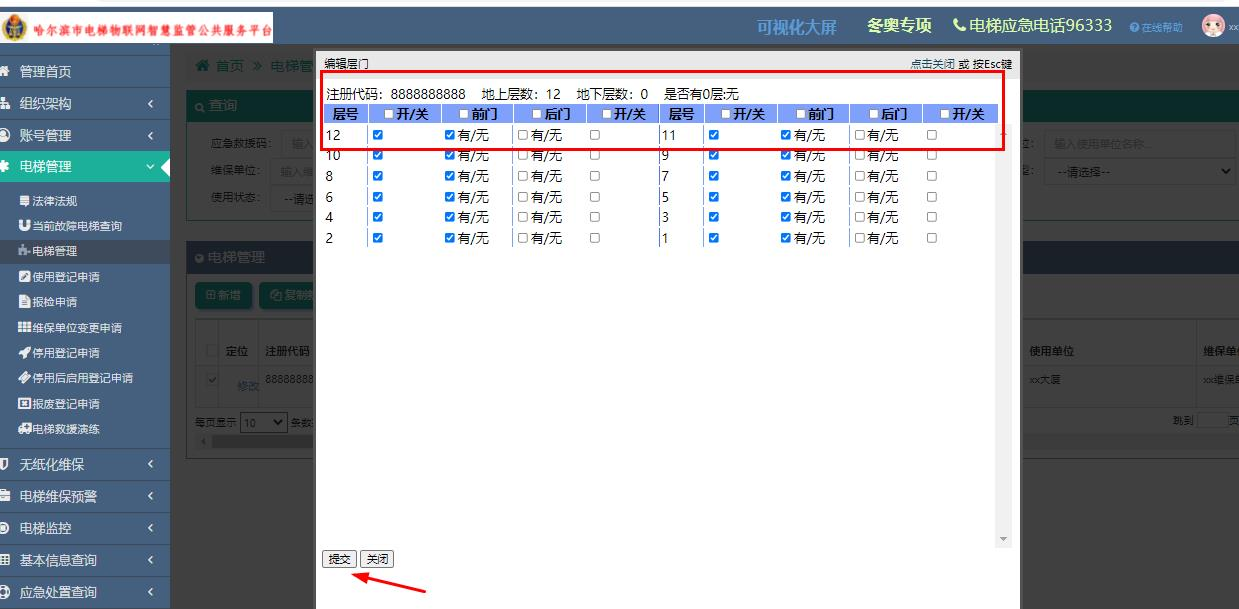 哈尔滨市电梯物联网智慧监管公共服务平台
可视化大屏 冬奥专项 电梯应急电话96333 在线帮助 xx
管理首页
组织架构
账号管理
电梯管理
法律法规
当前故障电梯查询
电梯管理
使用登记申请
报检申请
维保单位变更申请
停用登记申请
停用后启用登记申请
报废登记申请
电梯救援演练
无纸化维保
电梯维保预警
电梯监控
基本信息查询
应急处置查询
首页 电梯管
查询
应急救援码: 输入
维保单位: 输入维
使用状态: --请选
位: 输入使用单位名称...
--请选择--
电梯管理
新增 复制
定位 注册代码 使用单位 维保单
修改 88888888 xx大厦 xx维保单
每页显示 10 条数 跳到 页
编辑层门 点击关闭 或 按Esc键
注册代码: 8888888888 地上层数: 12 地下层数: 0 是否有0层:无
层号 开/关 前门 后门 开/关 层号 开/关 前门 后门 开/关
12 有/无 有/无 11 有/无 有/无
10 有/无 有/无 9 有/无 有/无
8 有/无 有/无 7 有/无 有/无
6 有/无 有/无 5 有/无 有/无
4 有/无 有/无 3 有/无 有/无
2 有/无 有/无 1 有/无 有/无
提交 关闭